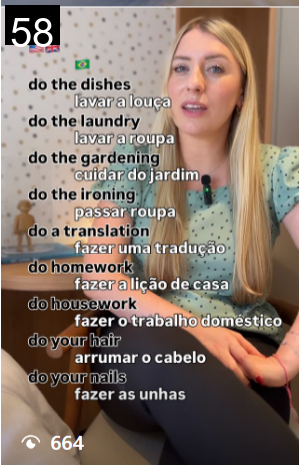 58
do the dishes
lavar a louça
do the laundry
lavar a roupa
do the gardening
cuidar do jardim
do the ironing
passar roupa
do a translation
fazer uma tradução
do homework
fazer a lição de casa
do housework
fazer o trabalho doméstico
do your hair
arrumar o cabelo
do your nails
fazer as unhas
664